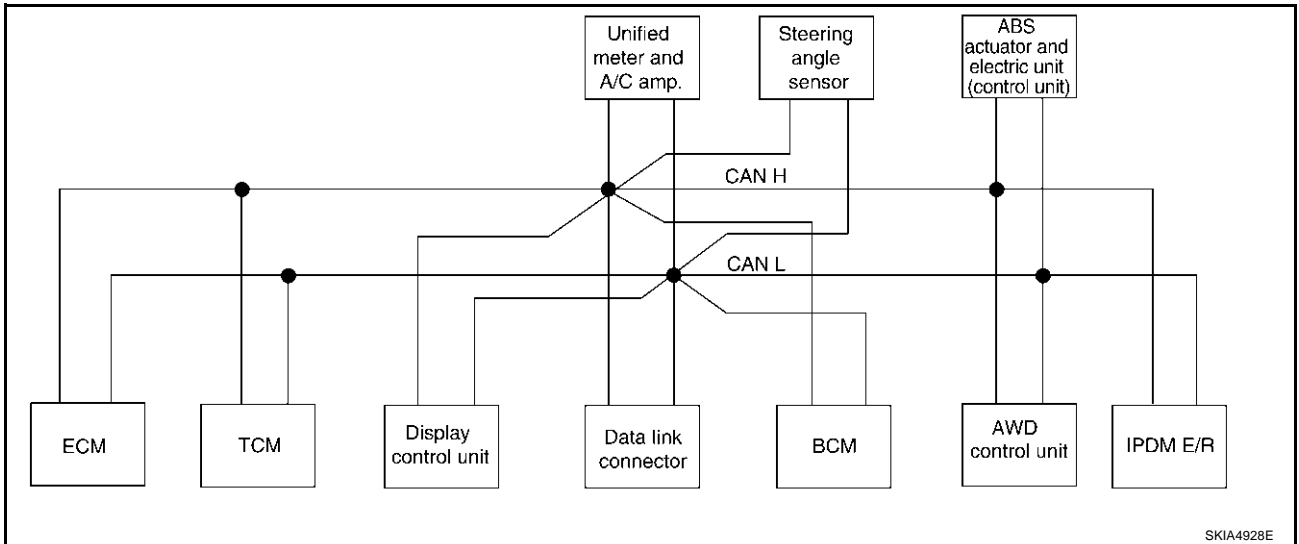 Unified
meter and
A/C amp.
Steering
angle
sensor
ABS
actuator and
electric unit
(control unit)
CAN H
CAN L
ECM
TCM
Display
control unit
Data link
connector
BCM
AWD
control unit
IPDM E/R
SKIA4928E